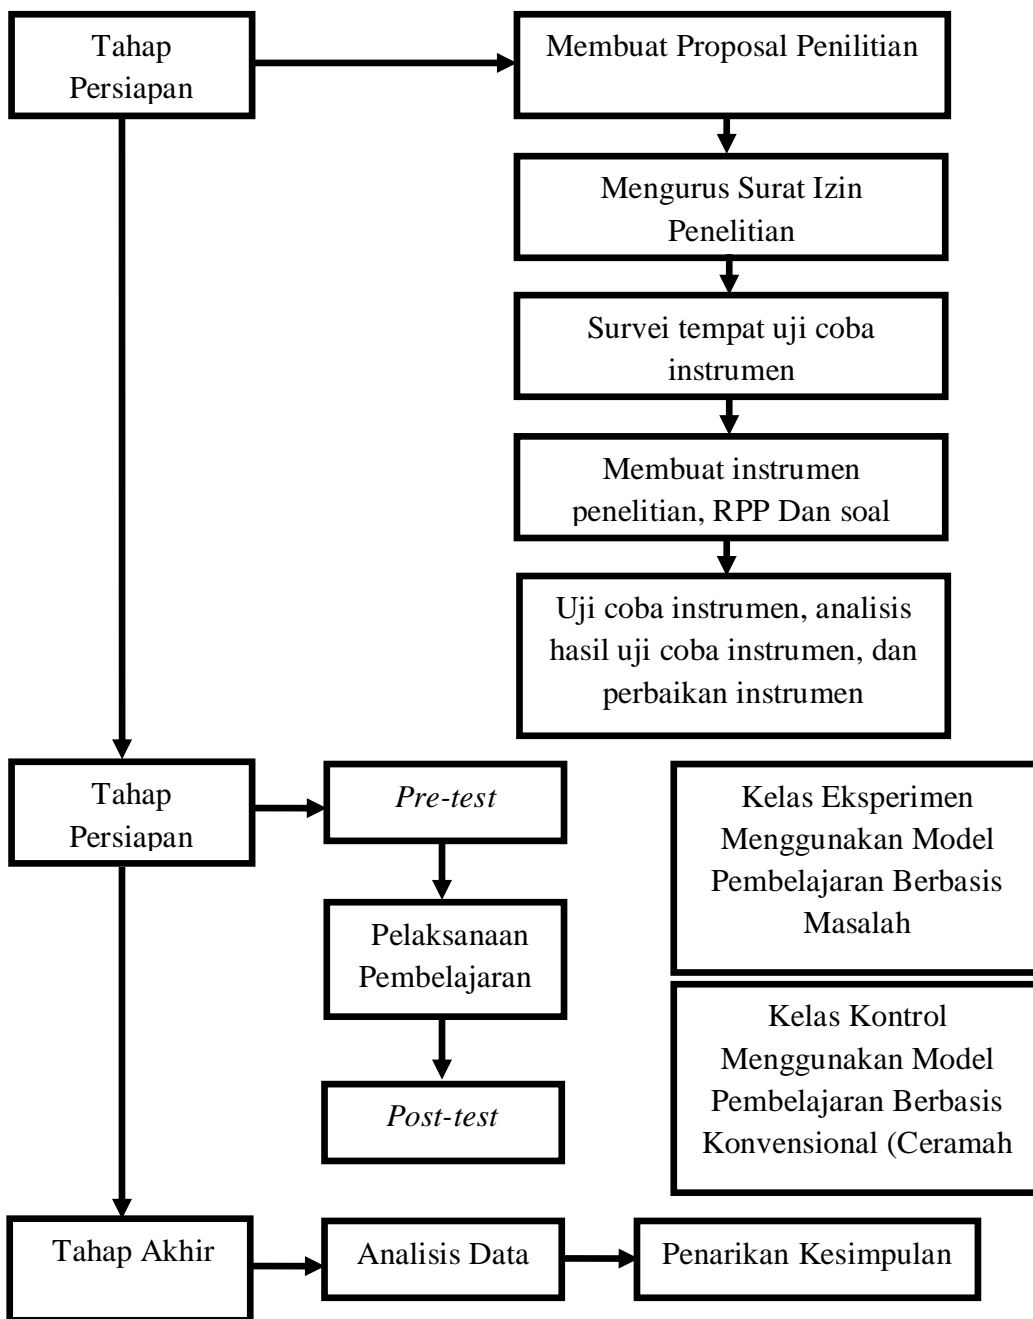 Tahap
Persiapan
Membuat Proposal Penilitian
Mengurus Surat Izin
Penelitian
Survei tempat uji coba
instrumen
Membuat instrumen
penelitian, RPP Dan soal
Uji coba instrumen, analisis
hasil uji coba instrumen, dan
perbaikan instrumen
Tahap
Persiapan
Pre-test
Pelaksanaan
Pembelajaran
Post-test
Kelas Eksperimen
Menggunakan Model
Pembelajaran Berbasis
Masalah
Kelas Kontrol
Menggunakan Model
Pembelajaran Berbasis
Konvensional (Ceramah
Tahap Akhir
Analisis Data
Penarikan Kesimpulan